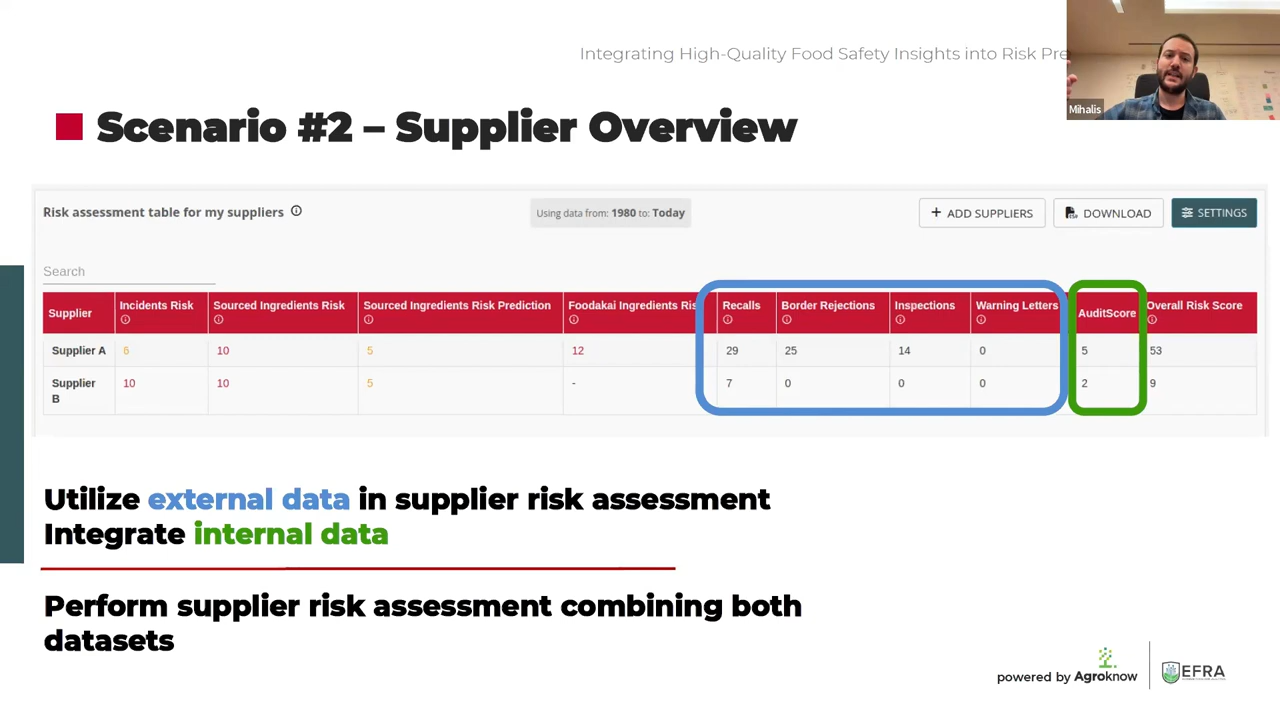 Integrating High-Quality Food Safety Insights into Risk Pre
Mihalis
Scenario #2 – Supplier Overview
Risk assessment table for my suppliers
Using data from: 1980 to: Today
+ ADD SUPPLIERS
DOWNLOAD
SETTINGS
Search
Supplier Incidents Risk Sourced Ingredients Risk Sourced Ingredients Risk Prediction Foodakai Ingredients Ris Recalls Border Rejections Inspections Warning Letters AuditScore Overall Risk Score
Supplier A 6 10 5 12 29 25 14 0 5 53
Supplier B 10 10 5 - 7 0 0 0 2 9
Utilize external data in supplier risk assessment
Integrate internal data
Perform supplier risk assessment combining both
datasets
powered by Agroknow
EFRA